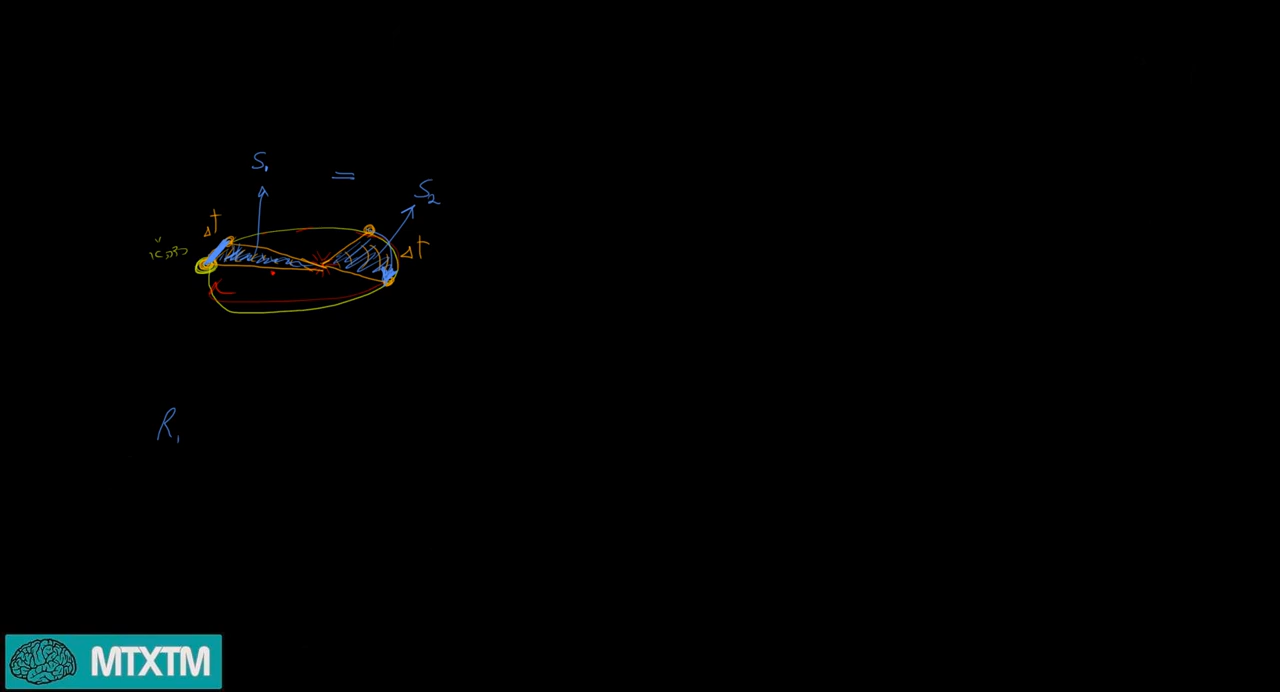 S₁ = S₂
Δt
Δt
R₁
MTXTM